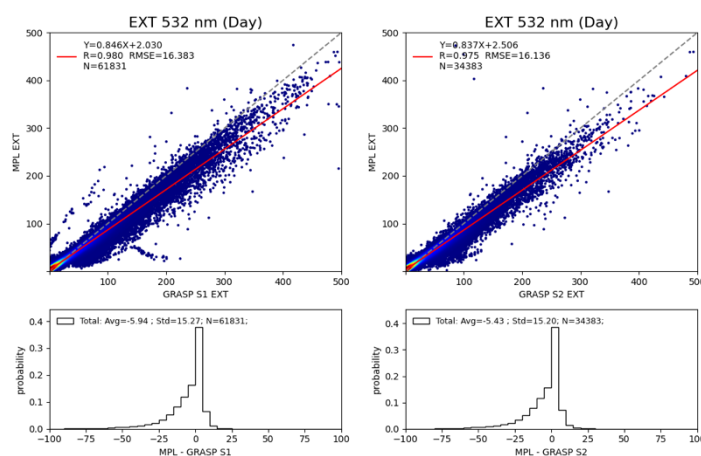 EXT 532 nm (Day)
Y=0.846X+2.030
R=0.980 RMSE=16.383
N=61831
500
400
300
200
100
MPL EXT
100
200
300
400
500
GRASP S1 EXT
EXT 532 nm (Day)
Y=0.837X+2.506
R=0.975 RMSE=16.136
N=34383
500
400
300
200
100
MPL EXT
100
200
300
400
500
GRASP S2 EXT
Total: Avg=-5.94 ; Std=15.27; N=61831;
0.4
0.3
0.2
0.1
0.0
probability
−100
−75
−50
−25
0
25
50
75
100
MPL - GRASP S1
Total: Avg=-5.43 ; Std=15.20; N=34383;
0.4
0.3
0.2
0.1
0.0
probability
−100
−75
−50
−25
0
25
50
75
100
MPL - GRASP S2